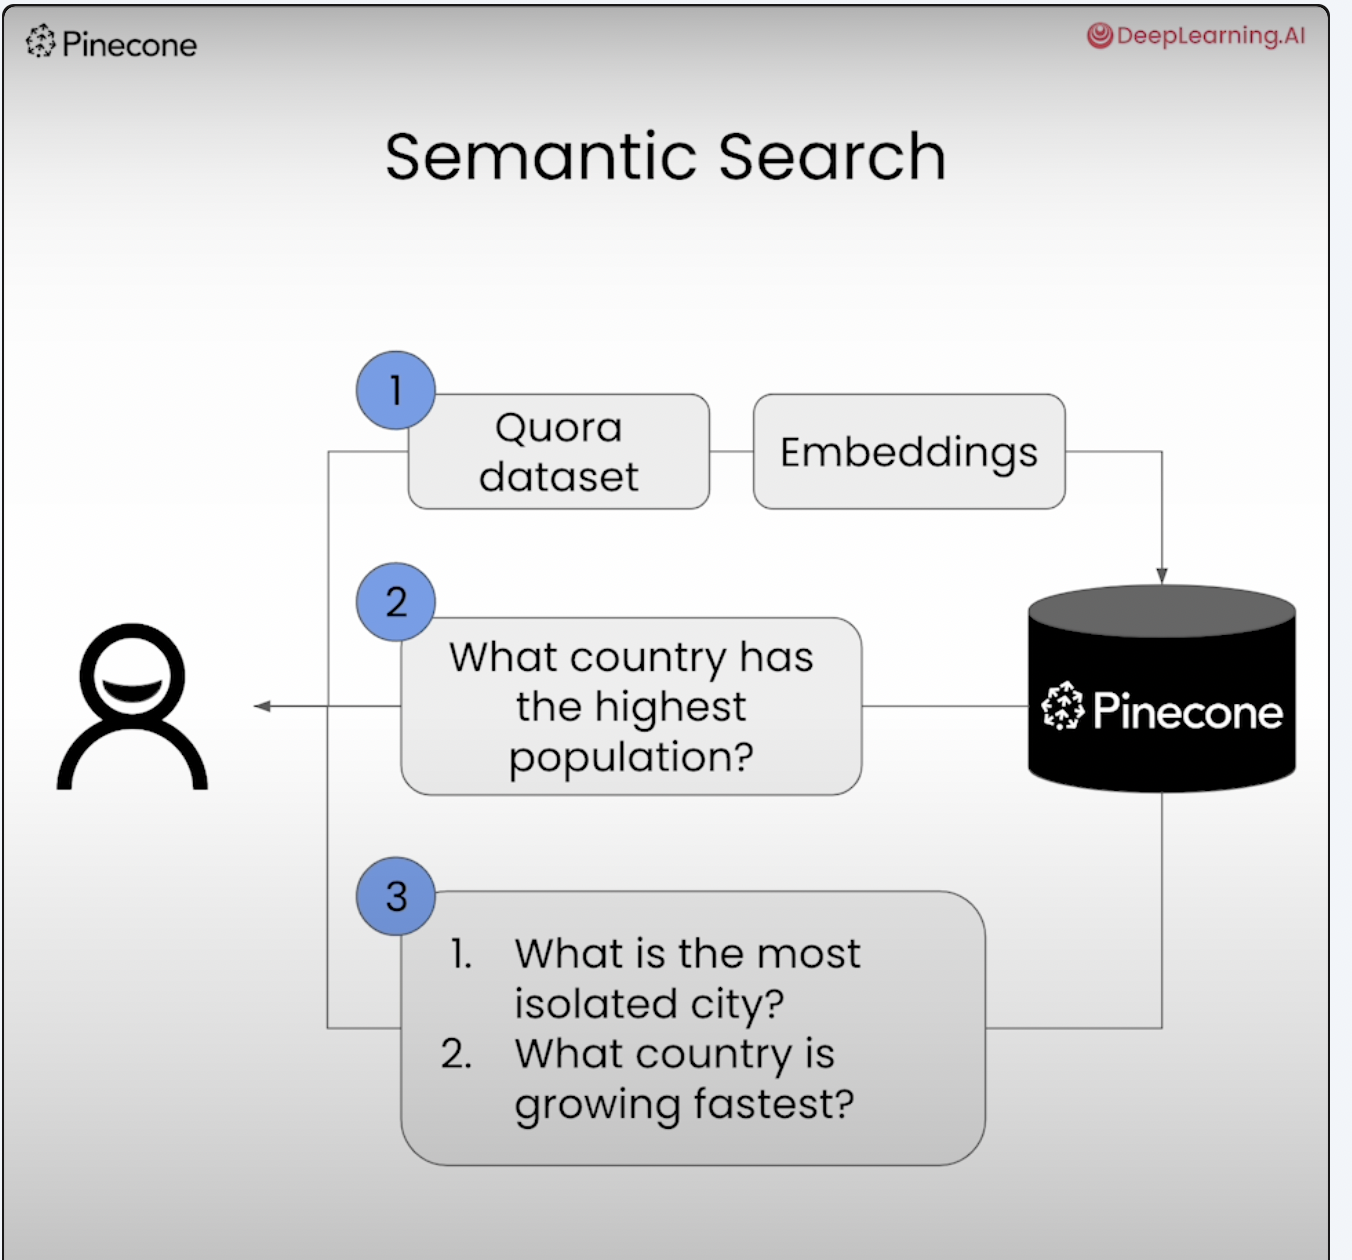 Pinecone
DeepLearning.AI
Semantic Search
1
Quora
dataset
Embeddings
2
What country has
the highest
population?
Pinecone
3
1. What is the most
isolated city?
2. What country is
growing fastest?